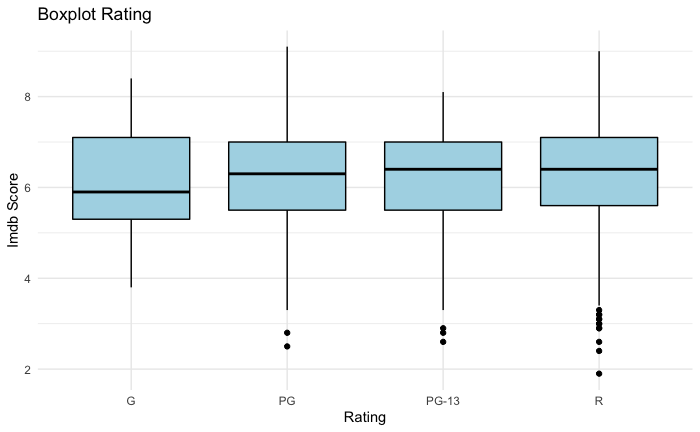 Boxplot Rating
Imdb Score
8
6
4
2
G PG PG-13 R
Rating